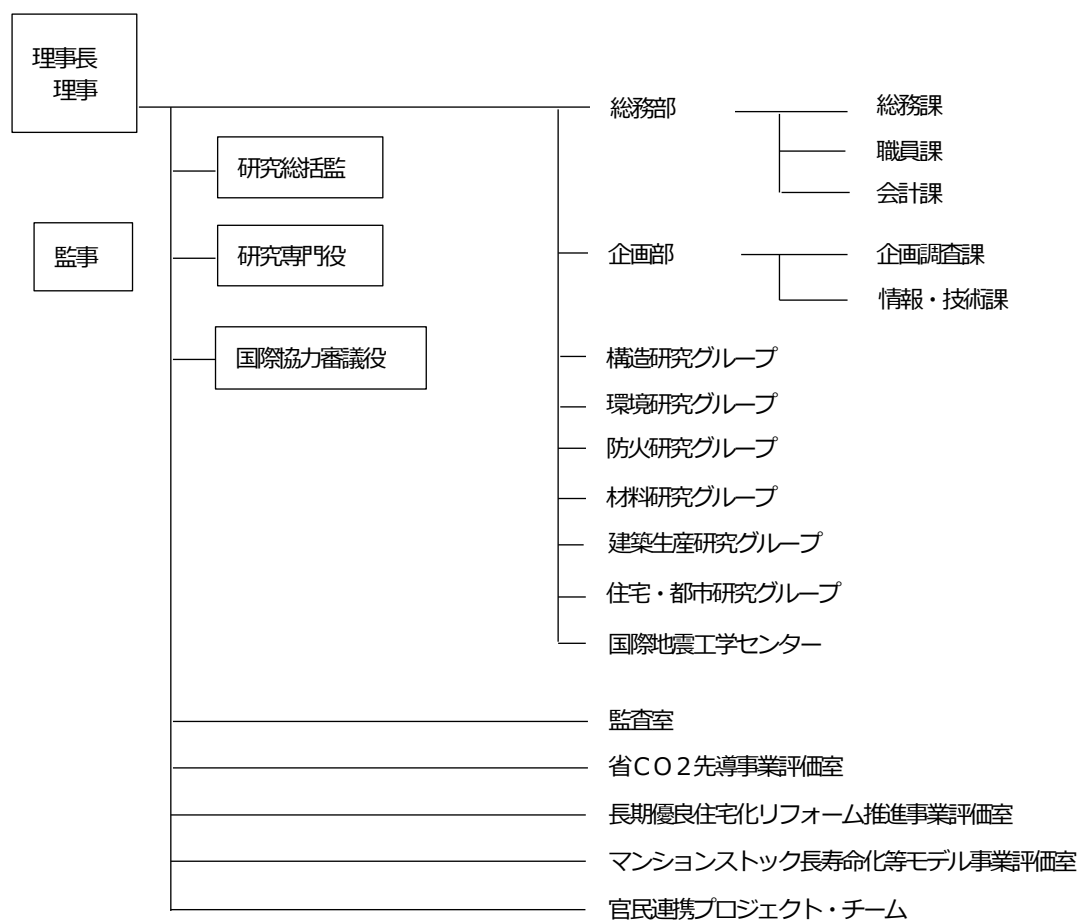 理事長
理事
総務部
総務課
職員課
会計課
研究総括監
監事
研究専門役
企画部
企画調査課
情報・技術課
国際協力審議役
構造研究グループ
環境研究グループ
防火研究グループ
材料研究グループ
建築生産研究グループ
住宅・都市研究グループ
国際地震工学センター
監査室
省CO2先導事業評価室
長期優良住宅化リフォーム推進事業評価室
マンションストック長寿命化等モデル事業評価室
官民連携プロジェクト・チーム